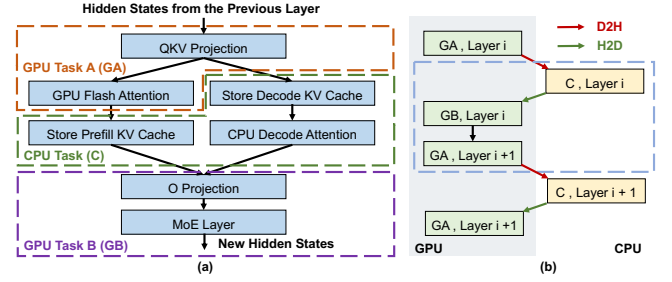 Hidden States from the Previous Layer
QKV Projection
GPU Task A (GA)
GPU Flash Attention
Store Decode KV Cache
Store Prefill KV Cache
CPU Decode Attention
CPU Task (C)
O Projection
MoE Layer
GPU Task B (GB)
New Hidden States
(a)
D2H
H2D
GA , Layer i
C , Layer i
GB, Layer i
GA , Layer i +1
C , Layer i + 1
GA , Layer i+1
GPU
CPU
(b)